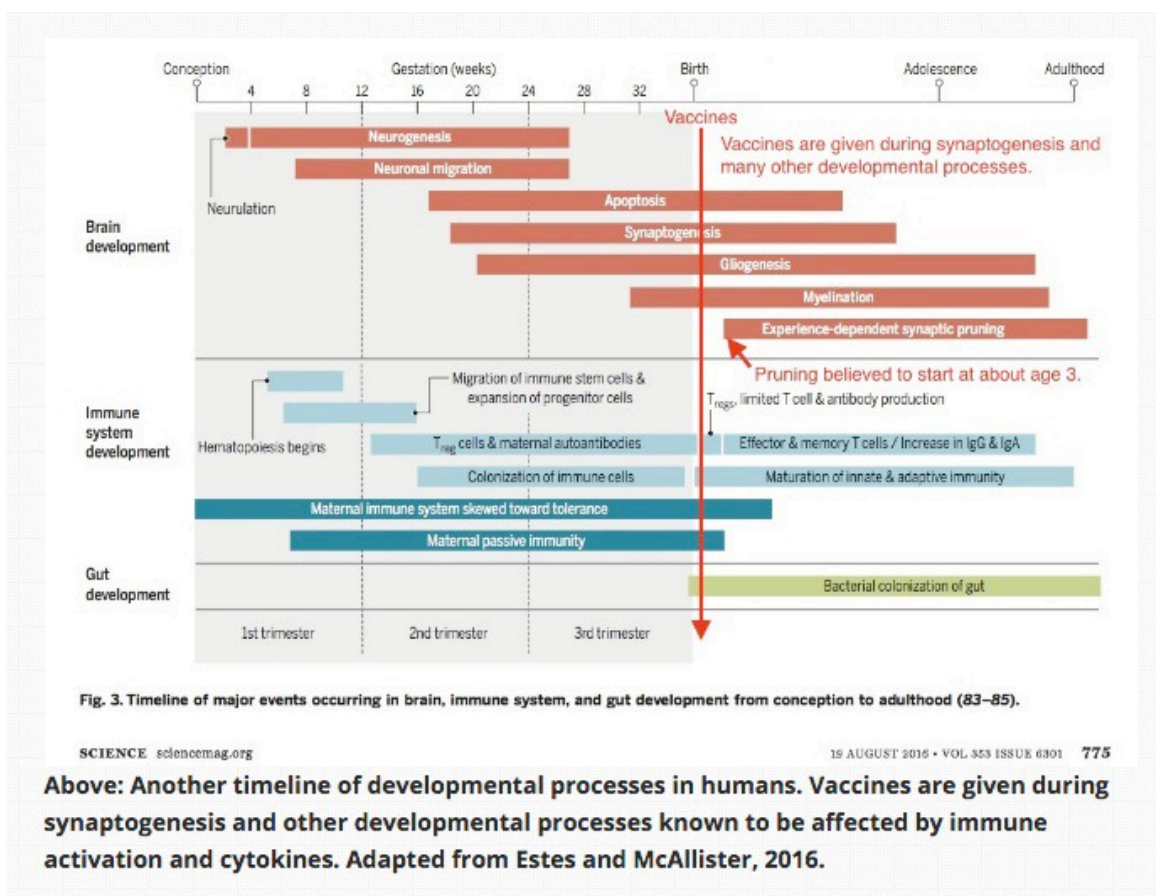 Conception
Gestation (weeks)
Birth
Adolescence
Adulthood
4 8 12 16 20 24 28 32
Vaccines
Vaccines are given during synaptogenesis and
many other developmental processes.
Brain
development
Neurogenesis
Neuronal migration
Neurulation
Apoptosis
Synaptogenesis
Gliogenesis
Myelination
Experience-dependent synaptic pruning
Pruning believed to start at about age 3.
Immune
system
development
Migration of immune stem cells &
expansion of progenitor cells
Tregs, limited T cell & antibody production
Hematopoiesis begins
Treg cells & maternal autoantibodies
Effector & memory T cells / Increase in IgG & IgA
Colonization of immune cells
Maturation of innate & adaptive immunity
Maternal immune system skewed toward tolerance
Maternal passive immunity
Gut
development
Bacterial colonization of gut
1st trimester
2nd trimester
3rd trimester
Fig. 3. Timeline of major events occurring in brain, immune system, and gut development from conception to adulthood (83–85).
SCIENCE sciencemag.org
19 AUGUST 2016 • VOL 353 ISSUE 6301 775
Above: Another timeline of developmental processes in humans. Vaccines are given during
synaptogenesis and other developmental processes known to be affected by immune
activation and cytokines. Adapted from Estes and McAllister, 2016.